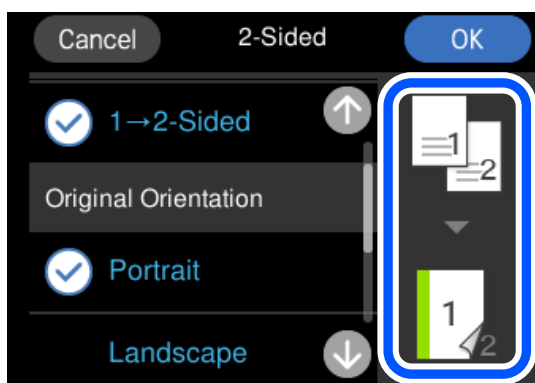 Cancel 2-Sided OK
1→2-Sided
Original Orientation
Portrait
Landscape
1
2
1
2